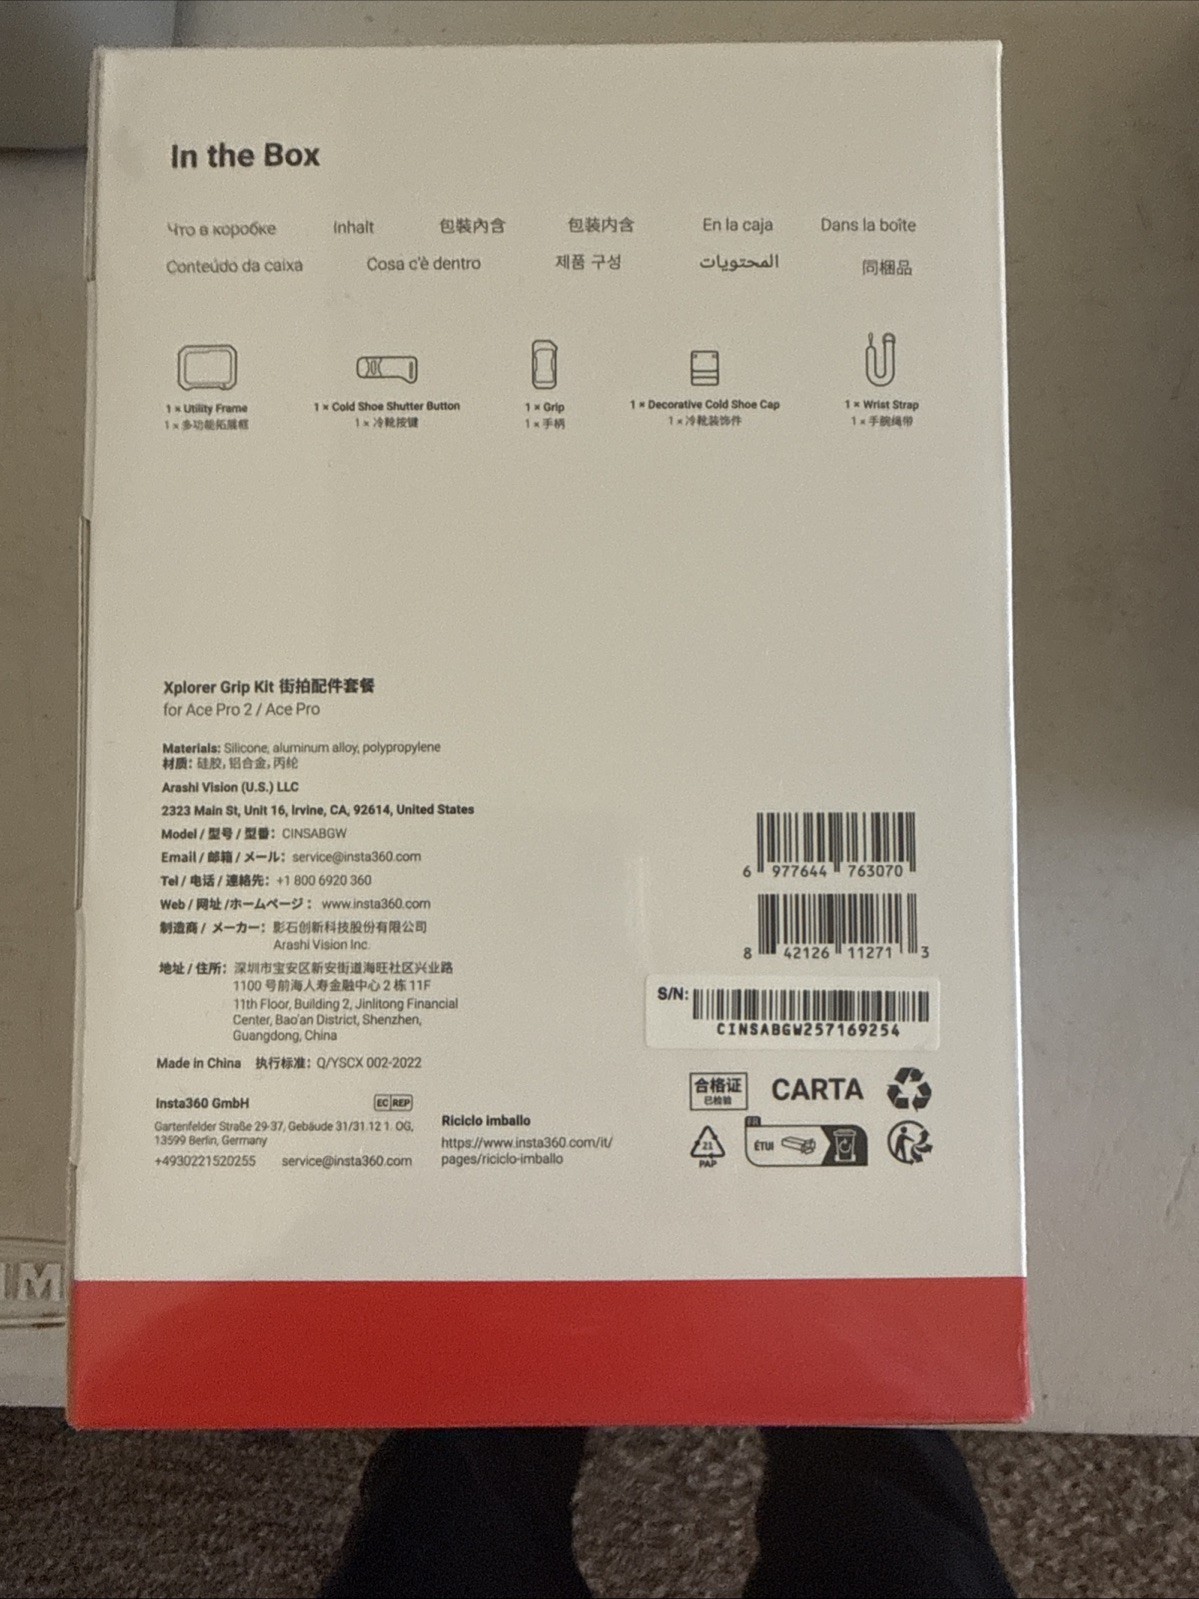 In the Box
Что в коробке Inhalt 包裝內含 包装内含 En la caja Dans la boîte
Conteúdo da caixa Cosa c'è dentro 제품 구성 المحتويات 同梱品
1 × Utility Frame 1 × Cold Shoe Shutter Button 1 × Grip 1 × Decorative Cold Shoe Cap 1 × Wrist Strap
1 × 多功能拓展框 1 × 冷靴按键 1 × 手柄 1 × 冷靴装饰件 1 × 手腕绳带
Xplorer Grip Kit 街拍配件套餐
for Ace Pro 2 / Ace Pro
Materials: Silicone, aluminum alloy, polypropylene
材质：硅胶，铝合金，丙纶
Arashi Vision (U.S.) LLC
2323 Main St, Unit 16, Irvine, CA, 92614, United States
Model / 型号 / 型番： CINSABGW
Email / 邮箱 / メール： service@insta360.com
Tel / 电话 / 連絡先： +1 800 6920 360
Web / 网址 /ホームページ： www.insta360.com
制造商 / メーカー： 影石创新科技股份有限公司
Arashi Vision Inc.
地址 / 住所： 深圳市宝安区新安街道海旺社区兴业路
1100 号前海人寿金融中心 2 栋 11F
11th Floor, Building 2, Jinlitong Financial
Center, Bao'an District, Shenzhen,
Guangdong, China
Made in China 执行标准： Q/YSCX 002-2022
Insta360 GmbH EC REP
Gartenfelder Straße 29-37, Gebäude 31/31.12 1. OG,
13599 Berlin, Germany
+4930221520255 service@insta360.com
Riciclo imballo
https://www.insta360.com/it/
pages/riciclo-imballo
6 977644 763070
8 42126 11271 3
S/N:
CINSABGW257169254
合格证
已检验
CARTA
21
PAP
FR
ÉTUI
IM